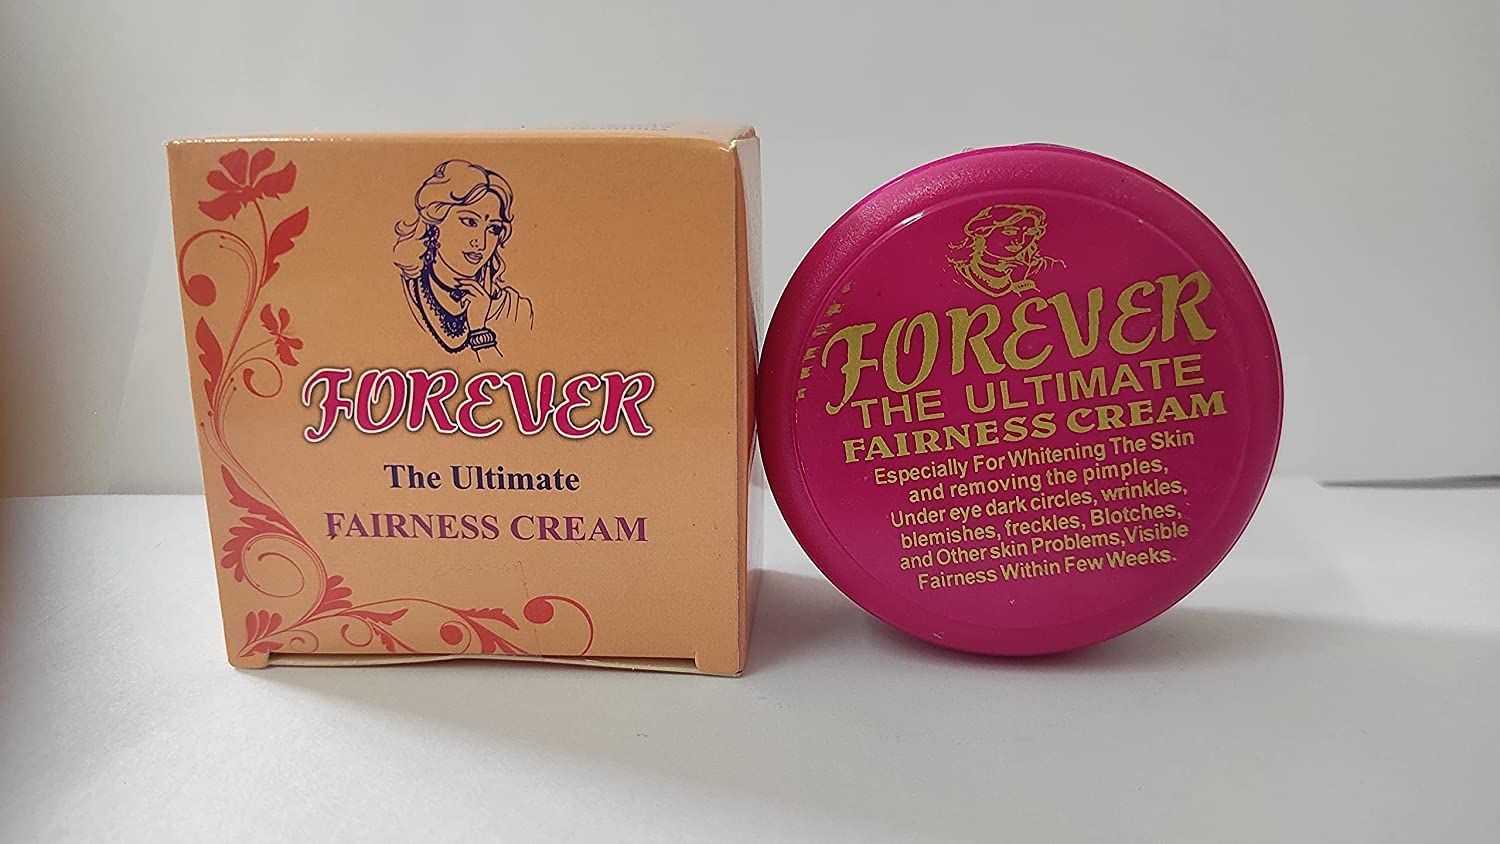 FOREVER
The Ultimate
FAIRNESS CREAM
FOREVER
THE ULTIMATE
FAIRNESS CREAM
Especially For Whitening The Skin
and removing the pimples,
Under eye dark circles, wrinkles,
blemishes, freckles, Blotches,
and Other skin Problems,Visible
Fairness Within Few Weeks.